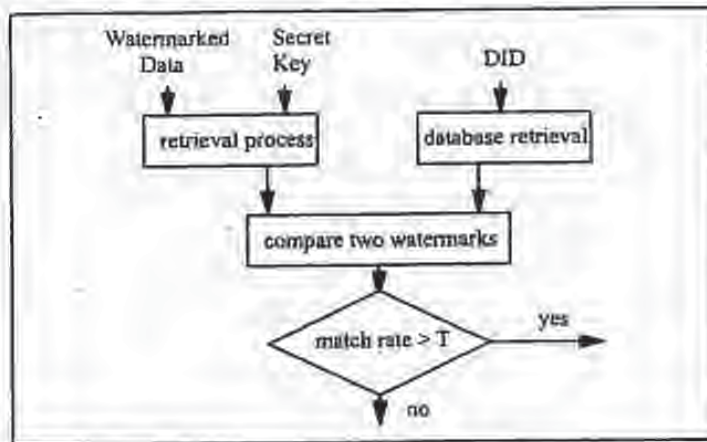 Watermarked
Data
Secret
Key
DID
retrieval process
database retrieval
compare two watermarks
match rate > T
yes
no